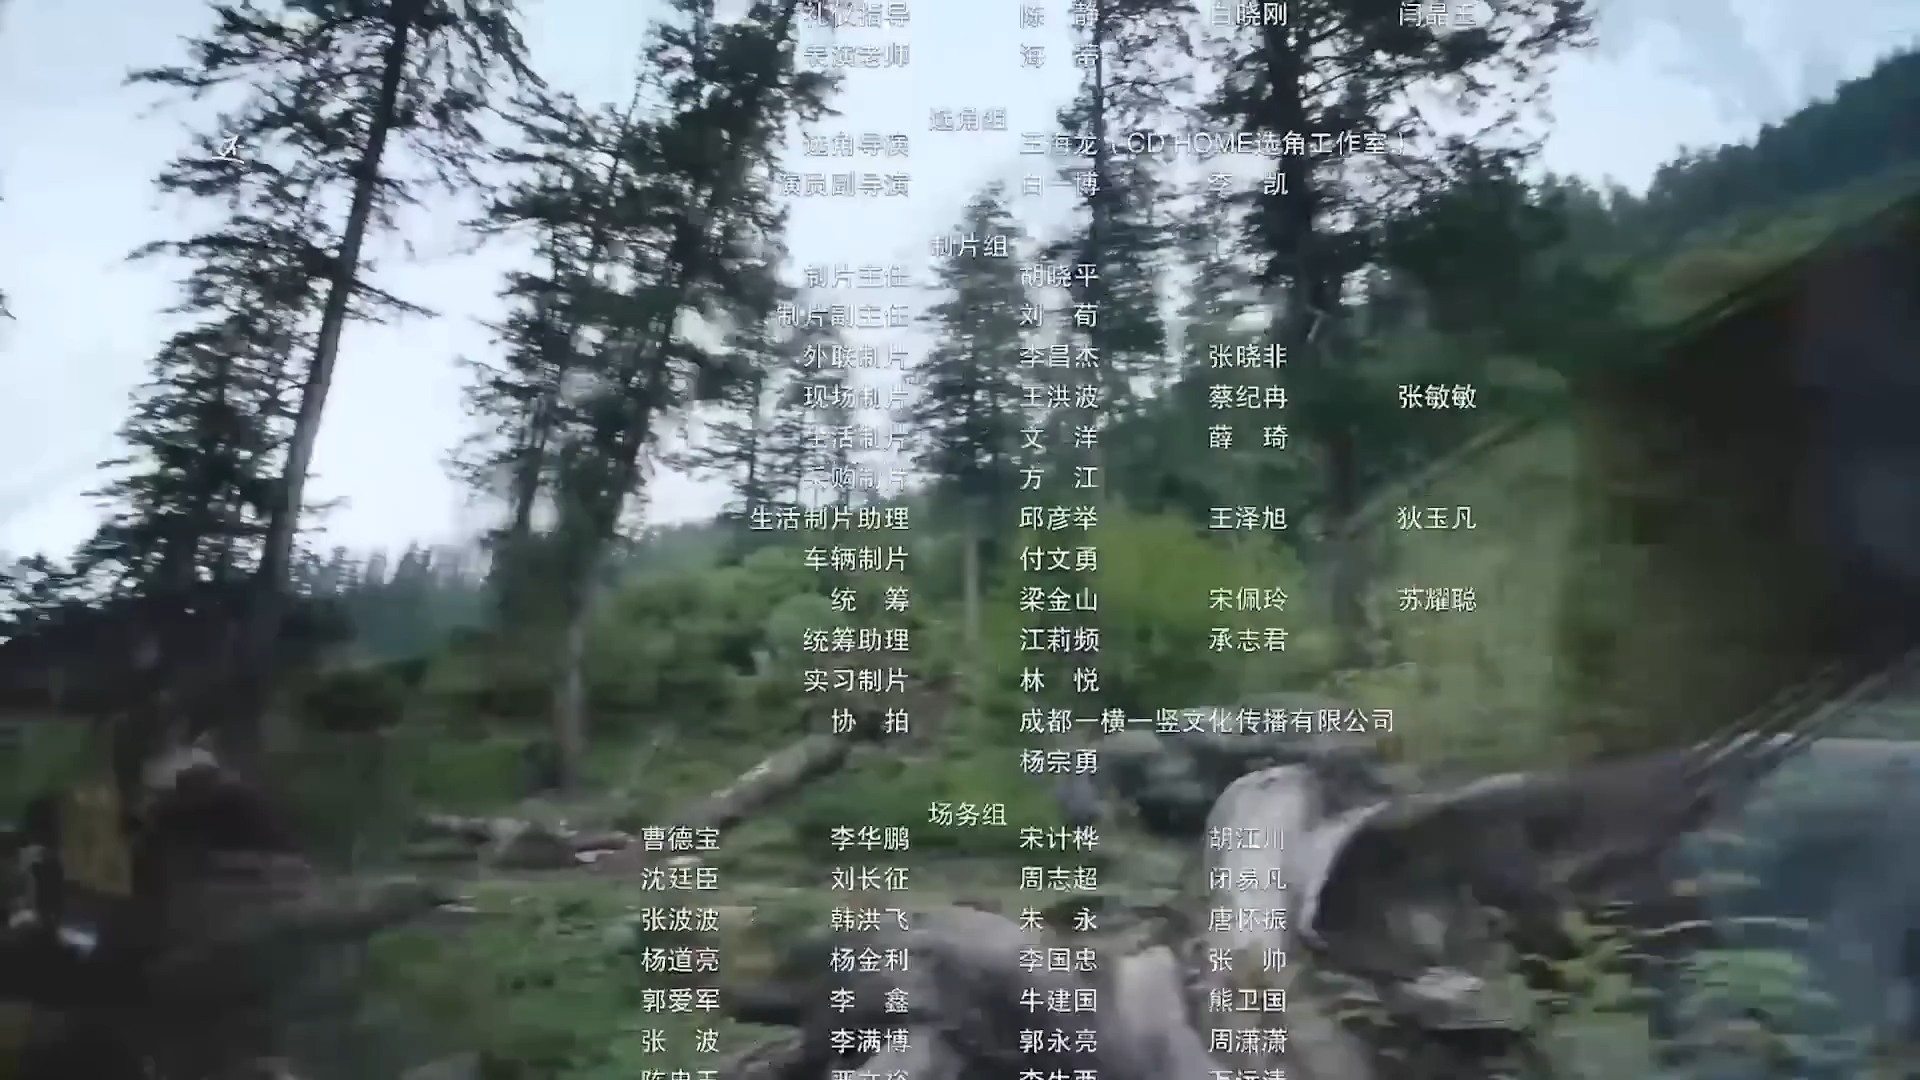 礼仪指导 陈 静 白晓刚 闫晶玉
表演老师 海 蒂
选角组
选角导演 王海龙（CD HOME选角工作室）
演员副导演 白一博 李 凯
制片组
制片主任 胡晓平
制片副主任 刘 荀
外联制片 李昌杰 张晓非
现场制片 王洪波 蔡纪冉 张敏敏
生活制片 文 洋 薛 琦
采购制片 方 江
生活制片助理 邱彦举 王泽旭 狄玉凡
车辆制片 付文勇
统 筹 梁金山 宋佩玲 苏耀聪
统筹助理 江莉频 承志君
实习制片 林 悦
协 拍 成都一横一竖文化传播有限公司
杨宗勇
场务组
曹德宝 李华鹏 宋计桦 胡江川
沈廷臣 刘长征 周志超 闭易凡
张波波 韩洪飞 朱 永 唐怀振
杨道亮 杨金利 李国忠 张 帅
郭爱军 李 鑫 牛建国 熊卫国
张 波 李满博 郭永亮 周潇潇